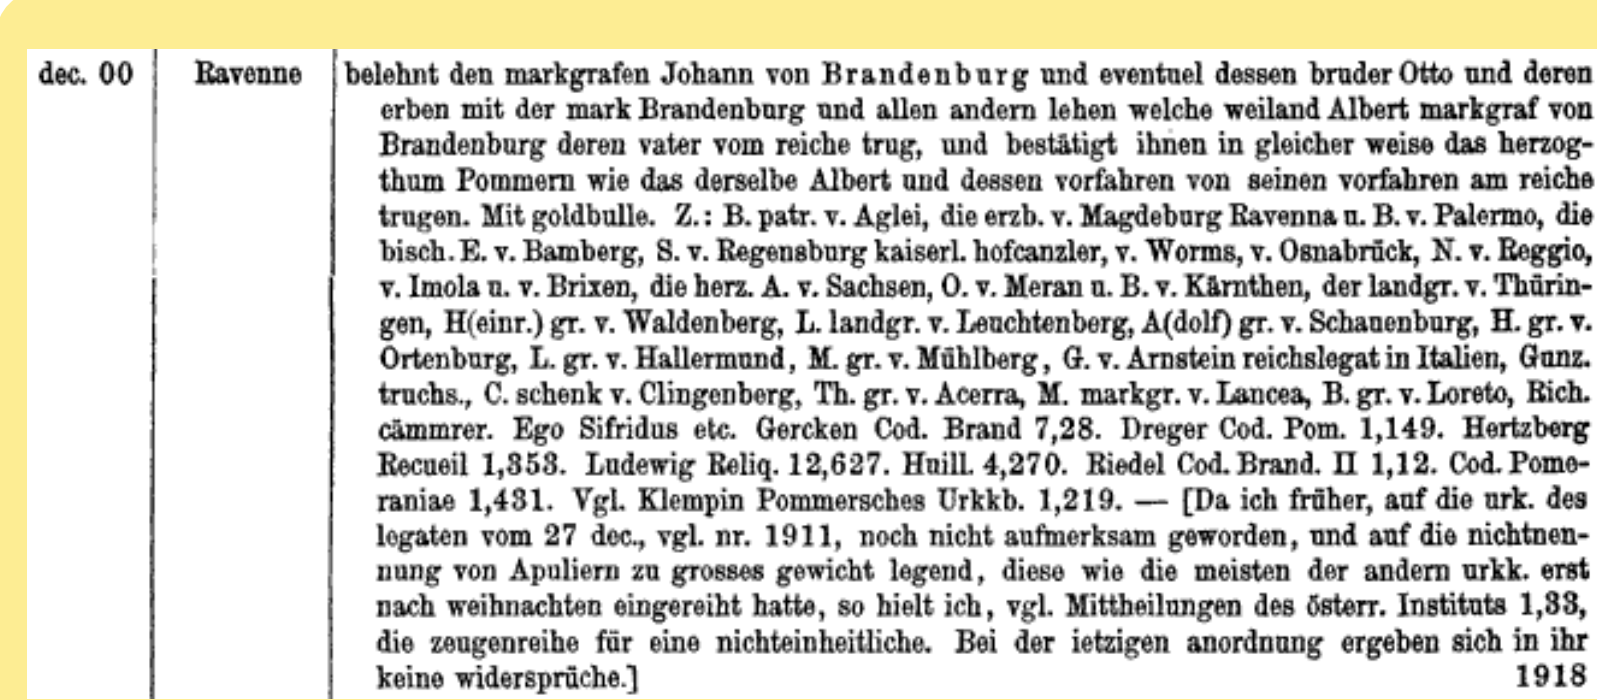 dec. 00 Ravenne belehnt den markgrafen Johann von Brandenburg und eventuel dessen bruder Otto und deren
erben mit der mark Brandenburg und allen andern lehen welche weiland Albert markgraf von
Brandenburg deren vater vom reiche trug, und bestätigt ihnen in gleicher weise das herzog-
thum Pommern wie das derselbe Albert und dessen vorfahren von seinen vorfahren am reiche
trugen. Mit goldbulle. Z.: B. patr. v. Aglei, die erzb. v. Magdeburg Ravenna u. B. v. Palermo, die
bisch. E. v. Bamberg, S. v. Regensburg kaiserl. hofcanzler, v. Worms, v. Osnabrück, N. v. Reggio,
v. Imola u. v. Brixen, die herz. A. v. Sachsen, O. v. Meran u. B. v. Kärnthen, der landgr. v. Thürin-
gen, H(einr.) gr. v. Waldenberg, L. landgr. v. Leuchtenberg, A(dolf) gr. v. Schauenburg, H. gr. v.
Ortenburg, L. gr. v. Hallermund, M. gr. v. Mühlberg, G. v. Arnstein reichslegat in Italien, Gunz.
truchs., C. schenk v. Clingenberg, Th. gr. v. Acerra, M. markgr. v. Lancea, B. gr. v. Loreto, Rich.
cämmrer. Ego Sifridus etc. Gercken Cod. Brand 7,28. Dreger Cod. Pom. 1,149. Hertzberg
Recueil 1,353. Ludewig Reliq. 12,627. Huill. 4,270. Riedel Cod. Brand. II 1,12. Cod. Pome-
raniae 1,431. Vgl. Klempin Pommersches Urkkb. 1,219. — [Da ich früher, auf die urk. des
legaten vom 27 dec., vgl. nr. 1911, noch nicht aufmerksam geworden, und auf die nichtnen-
nung von Apuliern zu grosses gewicht legend, diese wie die meisten der andern urkk. erst
nach weihnachten eingereiht hatte, so hielt ich, vgl. Mittheilungen des österr. Instituts 1,33,
die zeugenreihe für eine nichteinheitliche. Bei der ietzigen anordnung ergeben sich in ihr
keine widersprüche.] 1918